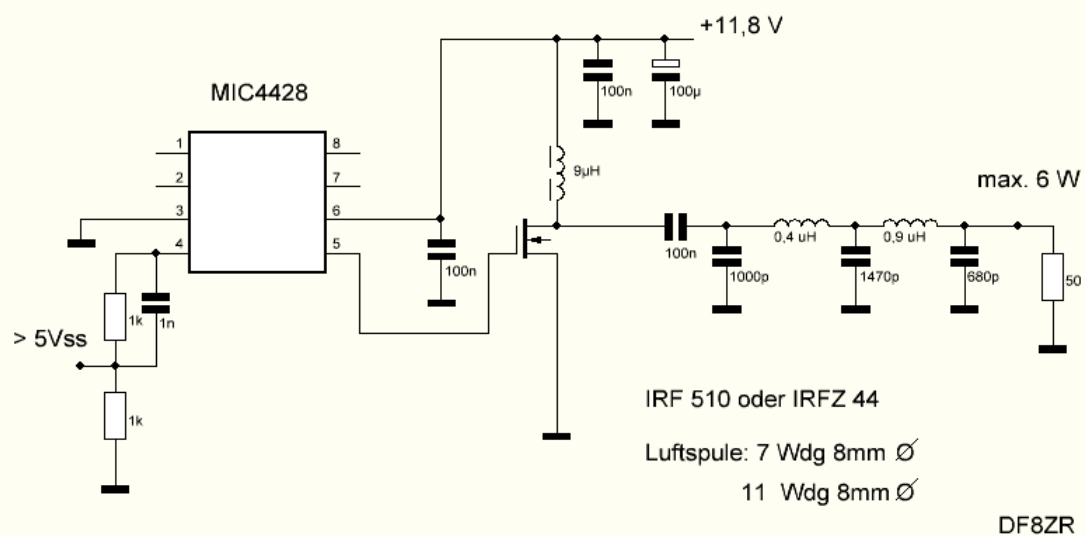 +11,8 V
100n
100µ
MIC4428
1
8
2
7
3
6
4
5
9µH
max. 6 W
100n
100n
0,4 uH
0,9 uH
1000p
1470p
680p
50
1k
1n
> 5Vss
1k
IRF 510 oder IRFZ 44
Luftspule: 7 Wdg 8mm Ø
11 Wdg 8mm Ø
DF8ZR